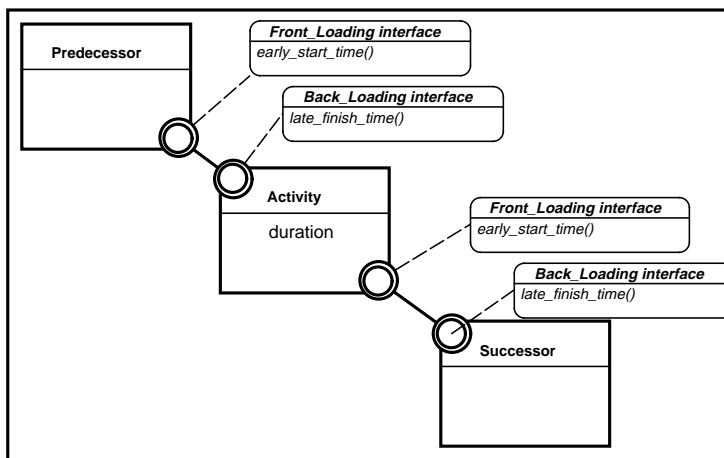 Front_Loading interface
early_start_time()
Predecessor
Back_Loading interface
late_finish_time()
Activity
duration
Front_Loading interface
early_start_time()
Back_Loading interface
late_finish_time()
Successor